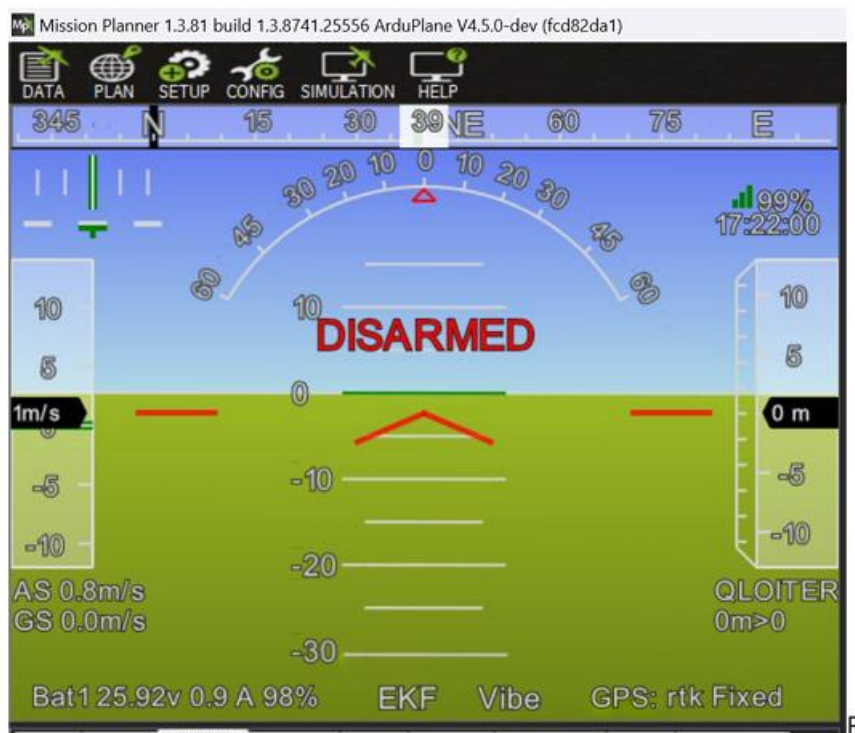 Mission Planner 1.3.81 build 1.3.8741.25556 ArduPlane V4.5.0-dev (fcd82da1)
DATA PLAN SETUP CONFIG SIMULATION HELP
345 N 15 30 39 NE 60 75 E
60 45 30 20 10 0 10 20 30 45 60
99%
17:22:00
10 10 10
DISARMED
5 5
0
1m/s 0 m
0
-5 -10 -5
-10 -20 -10
AS 0.8m/s QLOITER
GS 0.0m/s 0m>0
-30
Bat1 25.92v 0.9 A 98% EKF Vibe GPS: rtk Fixed